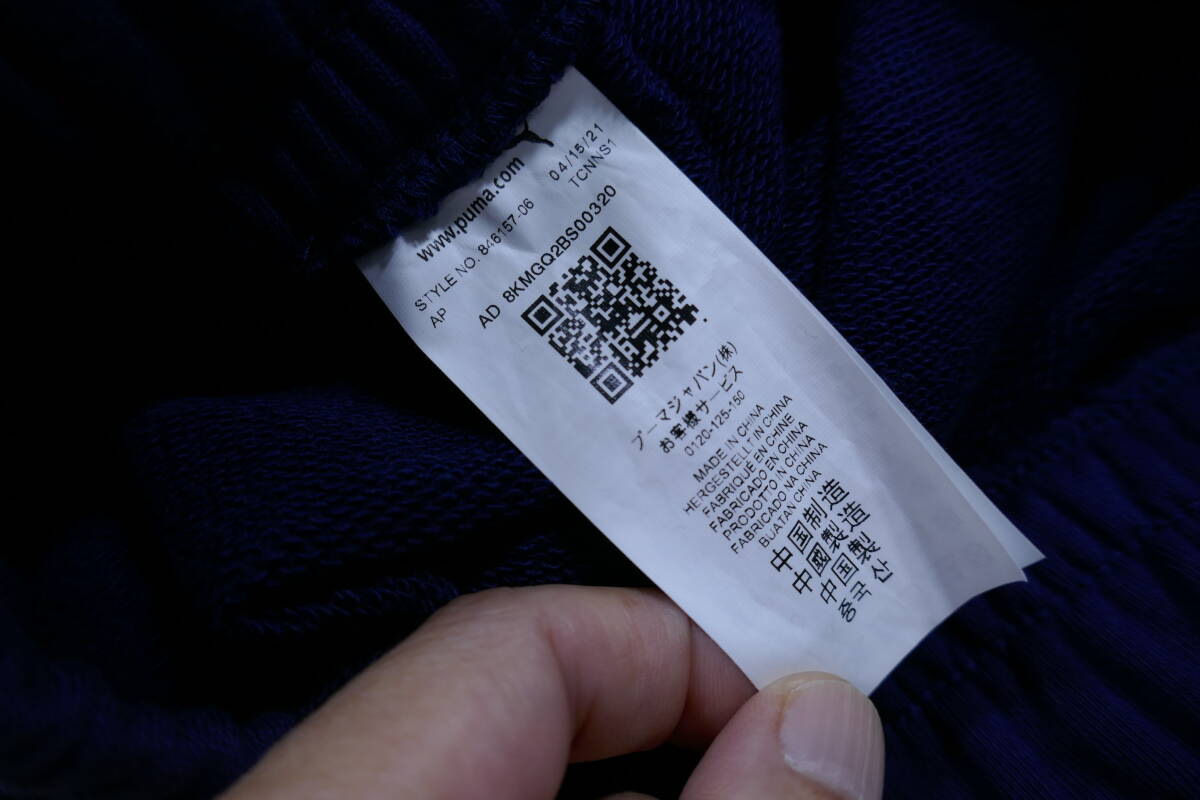 www.puma.com
04/15/21
STYLE NO. 846157-06
TCNNS1
AP
AD 8KMGQ2BS00320
プーマジャパン(株)
お客様サービス
0120-125-150
MADE IN CHINA
HERGESTELLT IN CHINA
FABRIQUÉ EN CHINE
FABRICADO EN CHINA
PRODOTTO IN CHINA
FABRICADO NA CHINA
BUATAN CHINA
中国制造
中國製造
中国製
중국 산